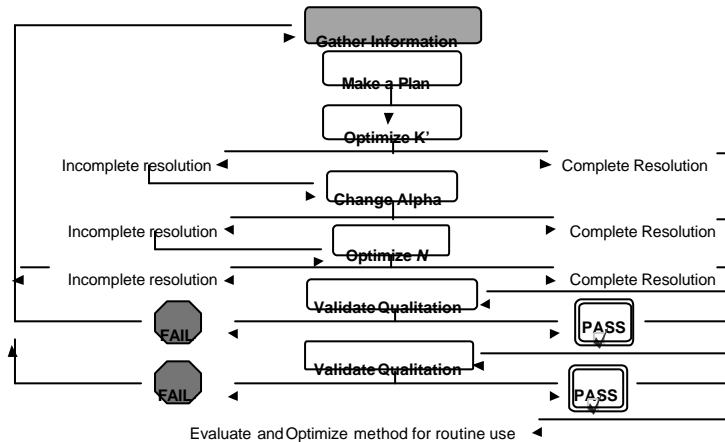 Gather Information
Make a Plan
Optimize K’
Incomplete resolution Complete Resolution
Change Alpha
Incomplete resolution Complete Resolution
Optimize N
Incomplete resolution Complete Resolution
Validate Qualitation
FAIL PASS
Validate Qualitation
FAIL PASS
Evaluate and Optimize method for routine use